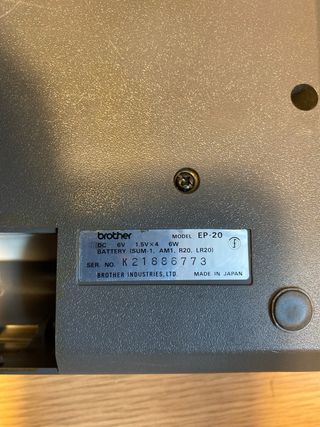 brother MODEL EP-20
DC 6V 1.5V×4 6W
BATTERY (SUM-1, AM1, R20, LR20)
SER. NO. K21686773
BROTHER INDUSTRIES, LTD. MADE IN JAPAN